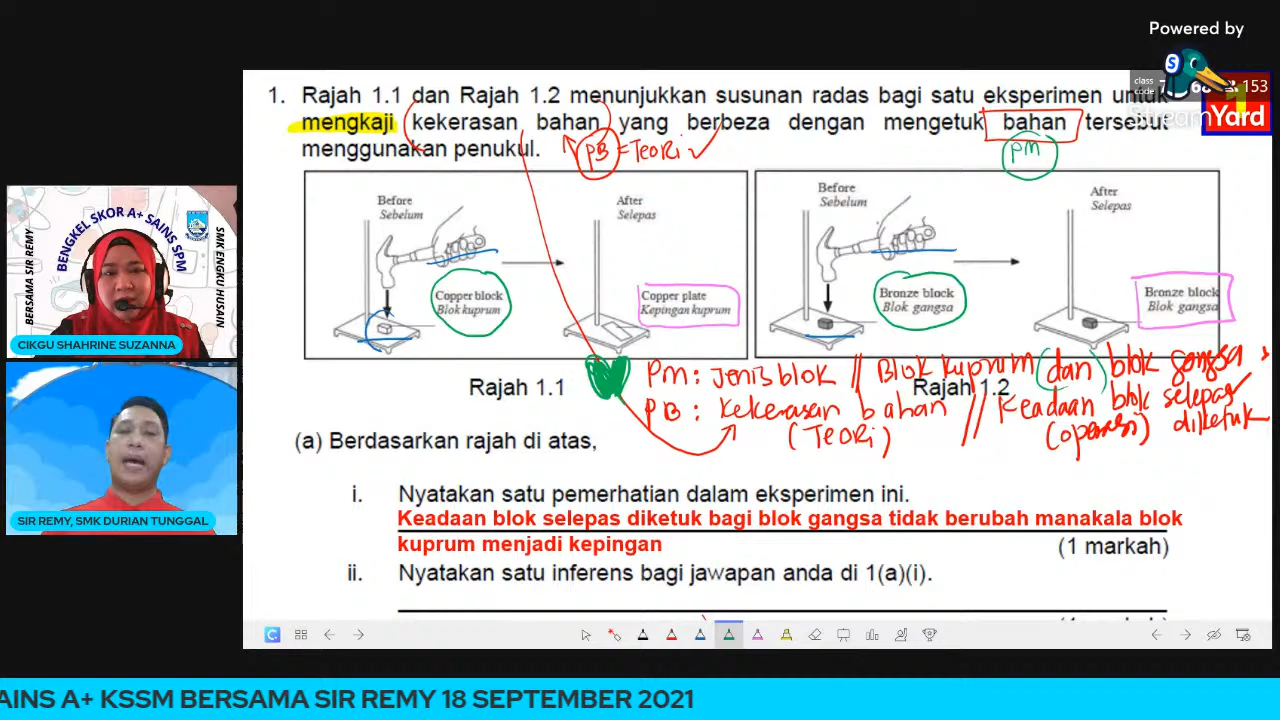 Powered by
StreamYard
class code
153
1. Rajah 1.1 dan Rajah 1.2 menunjukkan susunan radas bagi satu eksperimen untuk
mengkaji kekerasan bahan yang berbeza dengan mengetuk bahan tersebut
menggunakan penukul.
PB = Teori
PM
Before
Sebelum
After
Selepas
Copper block
Blok kuprum
Copper plate
Kepingan kuprum
Before
Sebelum
After
Selepas
Bronze block
Blok gangsa
Bronze block
Blok gangsa
Rajah 1.1
Rajah 1.2
PM : Jenis blok // Blok kuprum (dan) blok gangsa
PB : Kekerasan bahan // Keadaan blok selepas
(Teori)
(operasi) diketuk
(a) Berdasarkan rajah di atas,
i. Nyatakan satu pemerhatian dalam eksperimen ini.
Keadaan blok selepas diketuk bagi blok gangsa tidak berubah manakala blok
kuprum menjadi kepingan
(1 markah)
ii. Nyatakan satu inferens bagi jawapan anda di 1(a)(i).
BENGKEL SKOR A+ SAINS SPM
BERSAMA SIR REMY
SMK ENGKU HUSAIN
CIKGU SHAHRINE SUZANNA
SIR REMY, SMK DURIAN TUNGGAL
AINS A+ KSSM BERSAMA SIR REMY 18 SEPTEMBER 2021